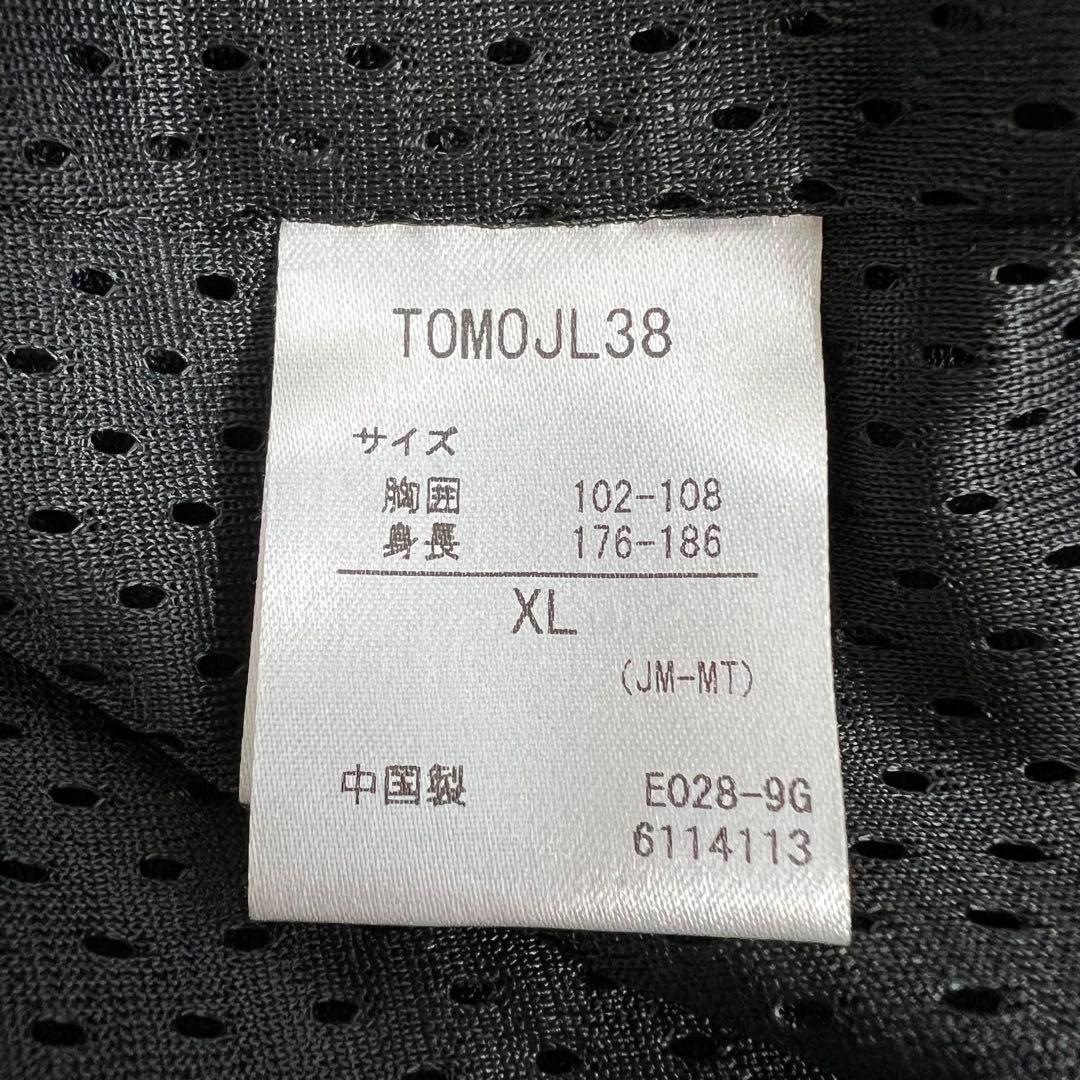 TOMOJL38
サイズ
胸囲 102-108
身長 176-186
XL
(JM-MT)
中国製 E028-9G
6114113